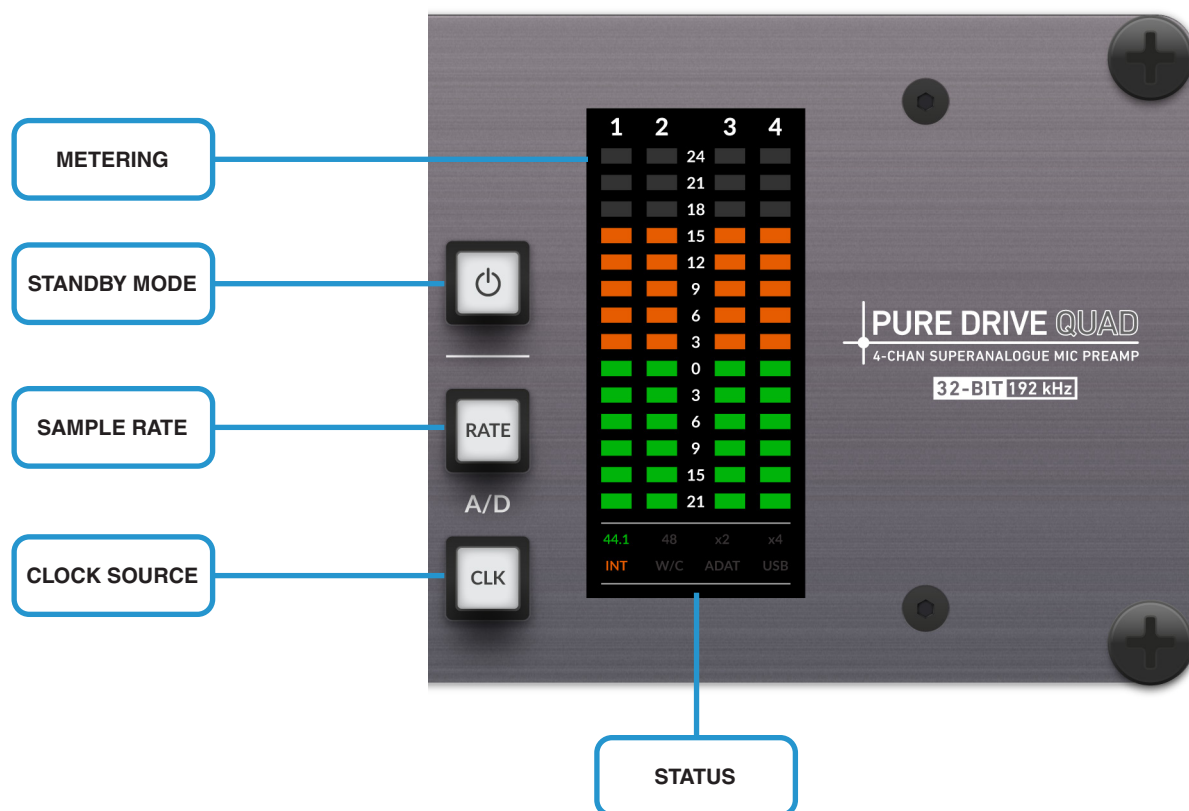 METERING
STANDBY MODE
SAMPLE RATE
CLOCK SOURCE
RATE
A/D
CLK
1 2 3 4
24
21
18
15
12
9
6
3
0
3
6
9
15
21
44.1 48 x2 x4
INT W/C ADAT USB
PURE DRIVE QUAD
4-CHAN SUPERANALOGUE MIC PREAMP
32-BIT 192 kHz
STATUS